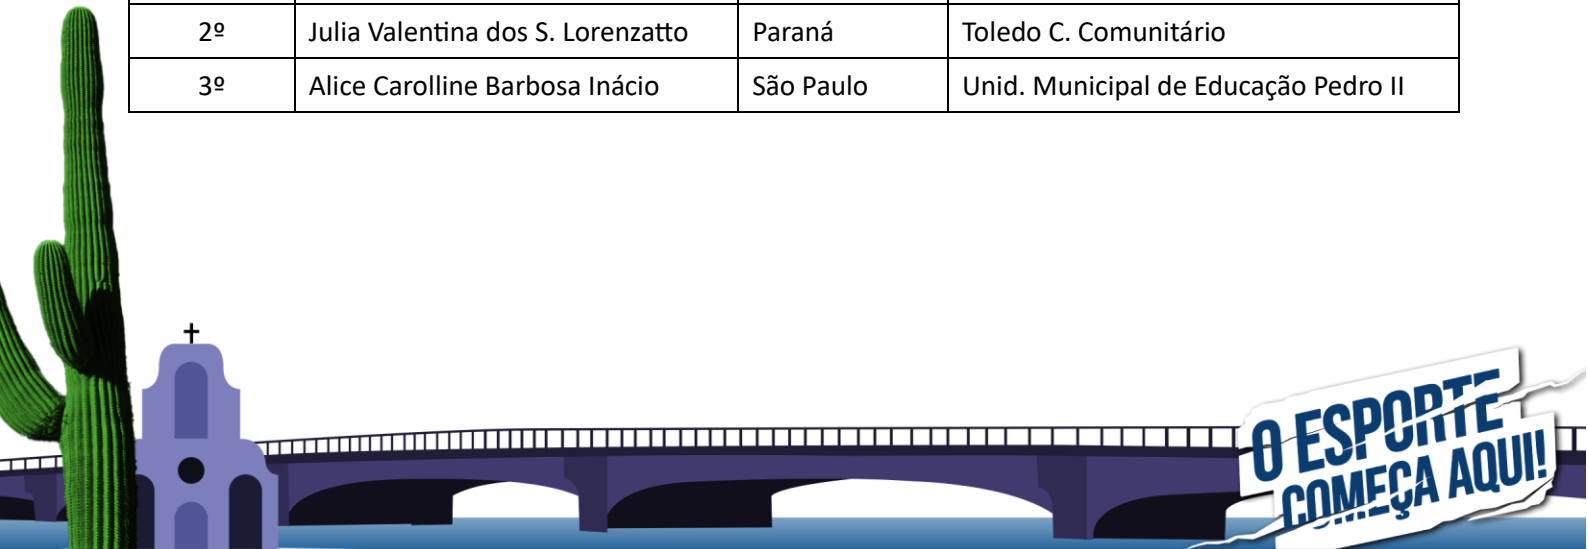 2º Julia Valentina dos S. Lorenzatto Paraná Toledo C. Comunitário
3º Alice Carolline Barbosa Inácio São Paulo Unid. Municipal de Educação Pedro II
O ESPORTE
COMEÇA AQUI!